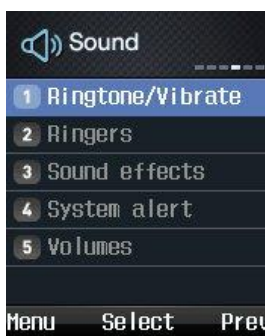 Sound
1 Ringtone/Vibrate
2 Ringers
3 Sound effects
4 System alert
5 Volumes
Menu Select Prev